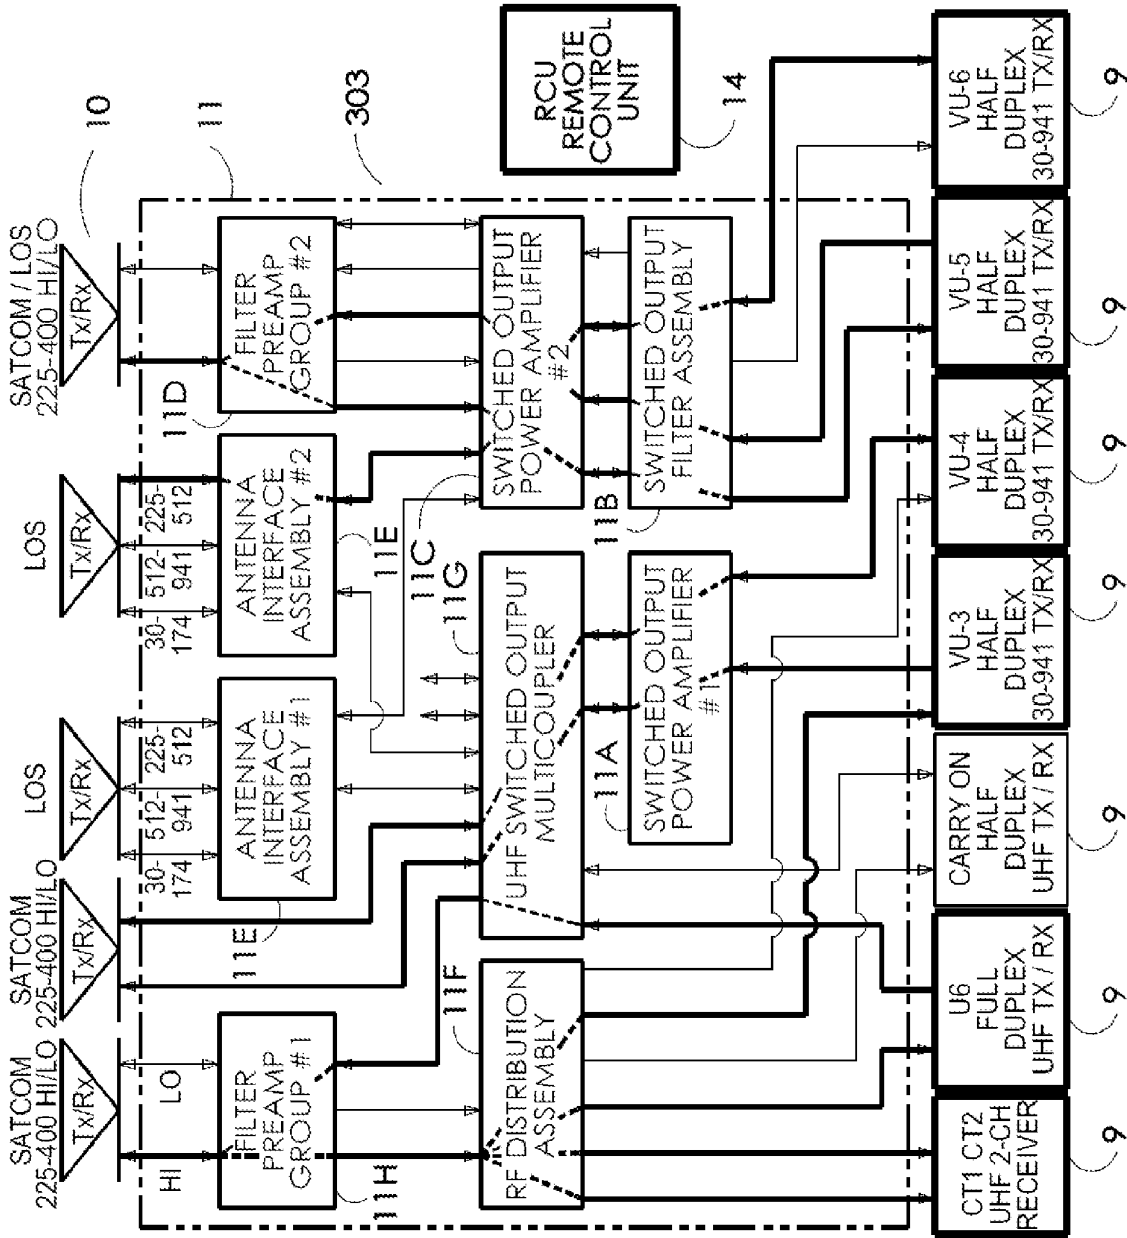 SATCOM
225-400 HI/LO
Tx/Rx
SATCOM
225-400 HI/LO
Tx/Rx
LOS
Tx/Rx
LOS
Tx/Rx
SATCOM / LOS
225-400 HI/LO
Tx/Rx
10
11
303
HI
LO
30-
174
512-
941
225-
512
30-
174
512-
941
225-
512
FILTER
PREAMP
GROUP #1
11H
ANTENNA
INTERFACE
ASSEMBLY #1
11E
ANTENNA
INTERFACE
ASSEMBLY #2
11E
FILTER
PREAMP
GROUP #2
11D
RF DISTRIBUTION
ASSEMBLY
11F
UHF SWITCHED OUTPUT
MULTICOUPLER
11G
SWITCHED OUTPUT
POWER AMPLIFIER
#2
11C
SWITCHED OUTPUT
POWER AMPLIFIER
#1
11A
SWITCHED OUTPUT
FILTER ASSEMBLY
11B
RCU
REMOTE
CONTROL
UNIT
14
CT1 CT2
UHF 2-CH
RECEIVER
9
U6
FULL
DUPLEX
UHF TX / RX
9
CARRY ON
HALF
DUPLEX
UHF TX / RX
9
VU-3
HALF
DUPLEX
30-941 TX/RX
9
VU-4
HALF
DUPLEX
30-941 TX/RX
9
VU-5
HALF
DUPLEX
30-941 TX/RX
9
VU-6
HALF
DUPLEX
30-941 TX/RX
9